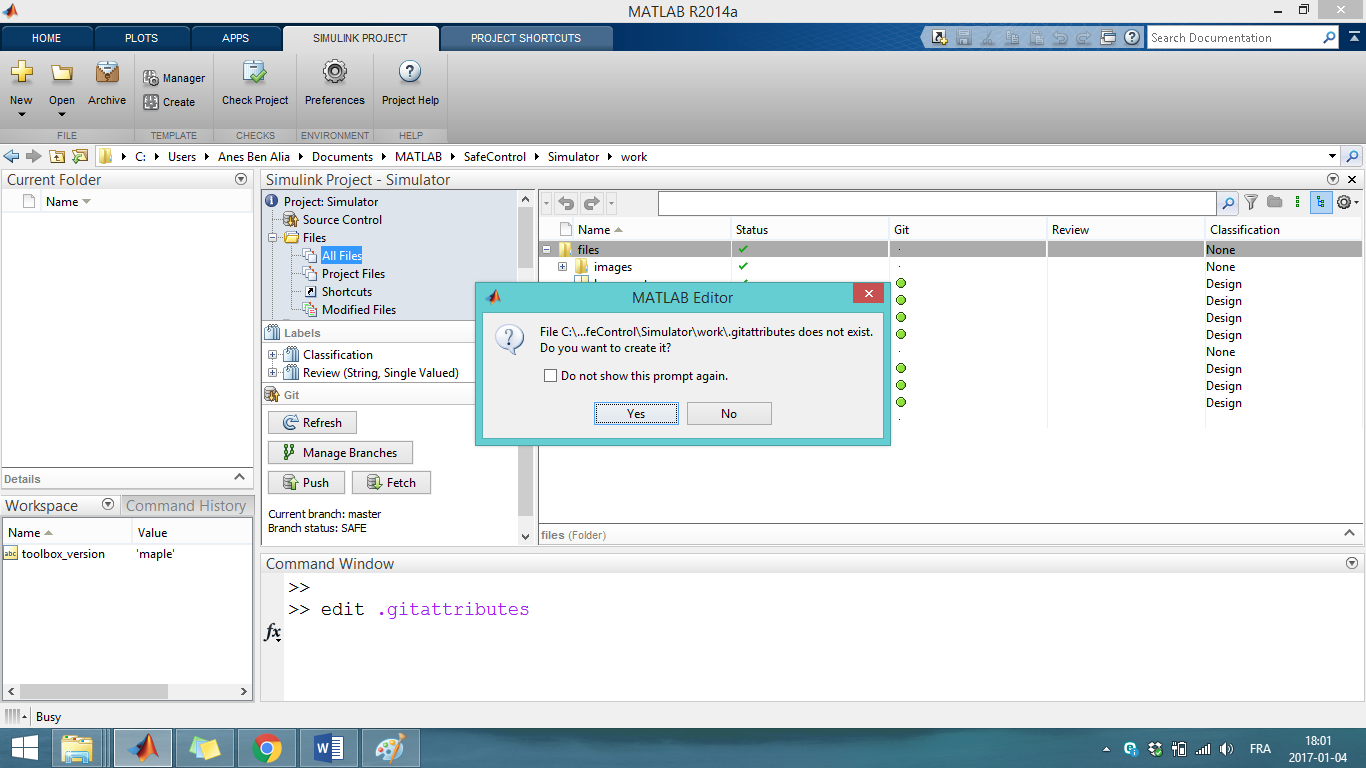 MATLAB R2014a
HOME PLOTS APPS SIMULINK PROJECT PROJECT SHORTCUTS
Search Documentation
New Open Archive Manager Create Check Project Preferences Project Help
FILE TEMPLATE CHECKS ENVIRONMENT HELP
C: Users Anes Ben Alia Documents MATLAB SafeControl Simulator work
Current Folder
Name
Details
Workspace Command History
Name Value
abc toolbox_version 'maple'
Simulink Project - Simulator
Project: Simulator
Source Control
Files
All Files
Project Files
Shortcuts
Modified Files
Labels
Classification
Review (String, Single Valued)
Git
Refresh
Manage Branches
Push Fetch
Current branch: master
Branch status: SAFE
Name Status Git Review Classification
files None
images None
Design
Design
Design
Design
None
Design
Design
Design
files (Folder)
MATLAB Editor
File C:\...feControl\Simulator\work\.gitattributes does not exist.
Do you want to create it?
Do not show this prompt again.
Yes No
Command Window
>>
>> edit .gitattributes
fx
Busy
FRA
18:01
2017-01-04